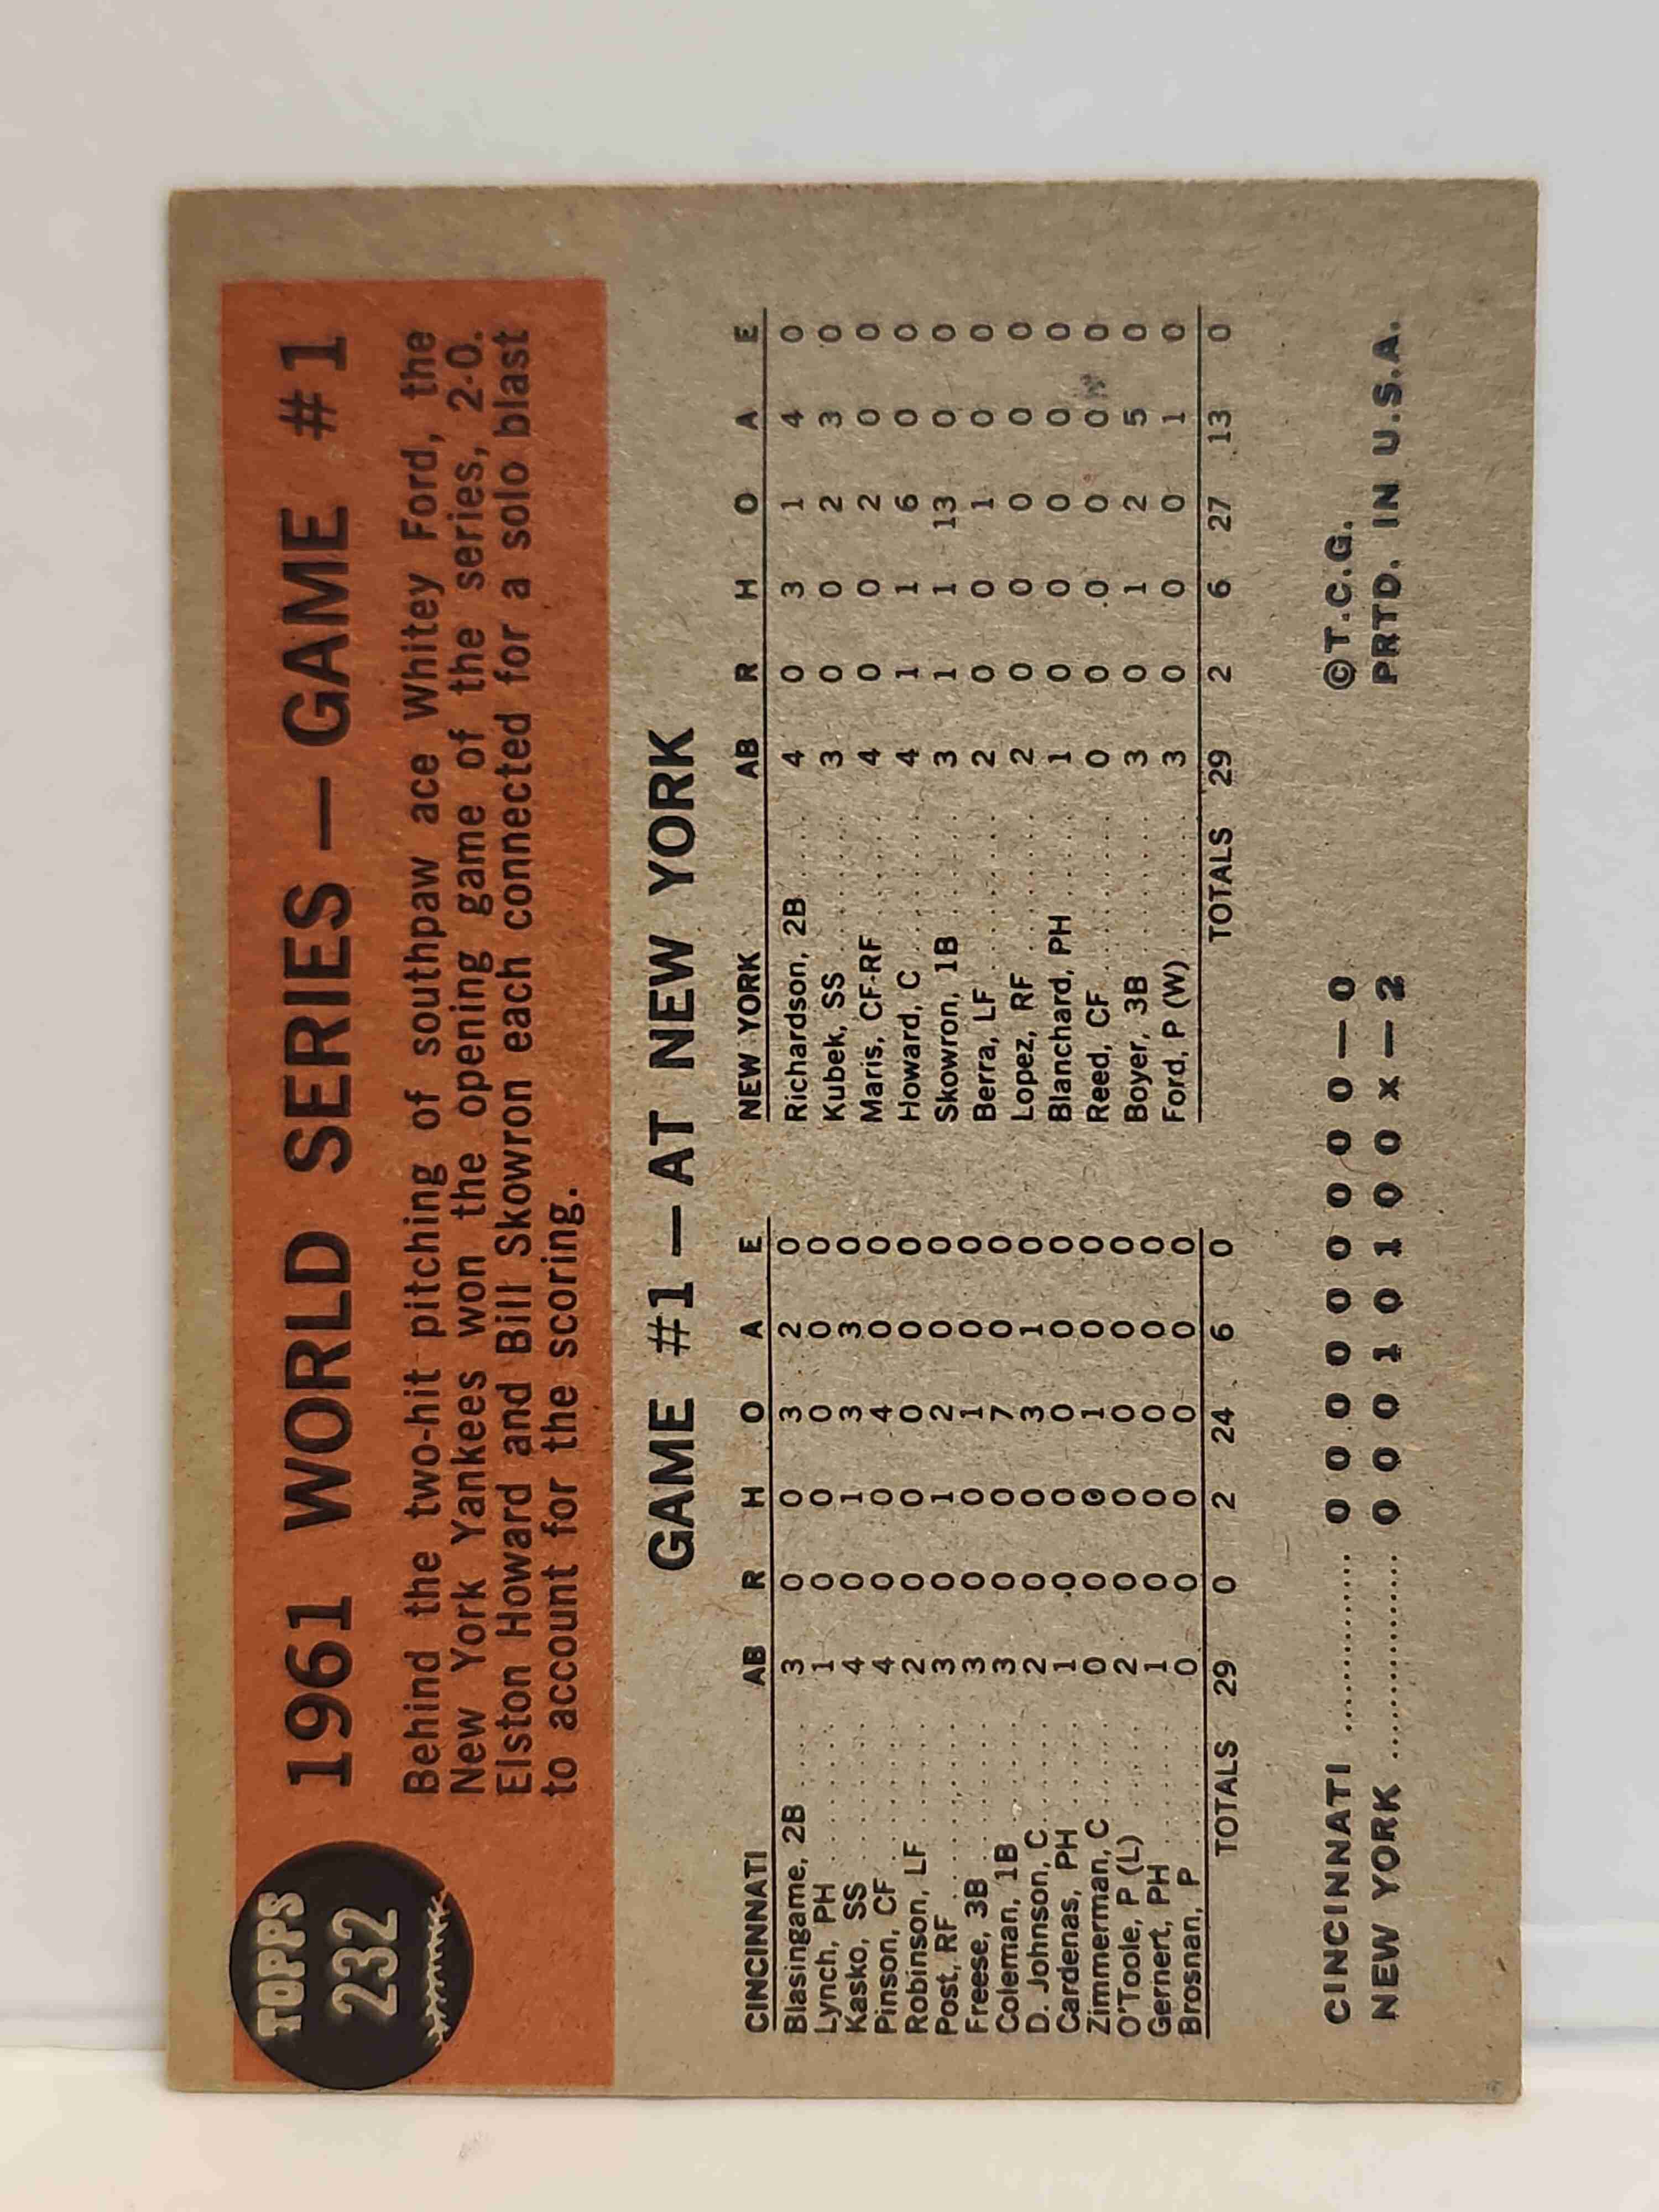 TOPPS
232
1961 WORLD SERIES — GAME #1
Behind the two-hit pitching of southpaw ace Whitey Ford, the
New York Yankees won the opening game of the series, 2-0.
Elston Howard and Bill Skowron each connected for a solo blast
to account for the scoring.
GAME #1 — AT NEW YORK
CINCINNATI AB R H O A E
Blasingame, 2B 3 0 0 3 2 0
Lynch, PH 1 0 0 0 0 0
Kasko, SS 4 0 1 3 3 0
Pinson, CF 4 0 0 4 0 0
Robinson, LF 2 0 0 0 0 0
Post, RF 3 0 1 2 0 0
Freese, 3B 3 0 0 1 0 0
Coleman, 1B 3 0 0 7 0 0
D. Johnson, C 2 0 0 3 1 0
Cardenas, PH 1 0 0 0 0 0
Zimmerman, C 0 0 0 1 0 0
O'Toole, P (L) 2 0 0 0 0 0
Gernert, PH 1 0 0 0 0 0
Brosnan, P 0 0 0 0 0 0
TOTALS 29 0 2 24 6 0
NEW YORK AB R H O A E
Richardson, 2B 4 0 3 1 4 0
Kubek, SS 3 0 0 2 3 0
Maris, CF-RF 4 0 0 2 0 0
Howard, C 4 1 1 6 0 0
Skowron, 1B 3 1 1 13 0 0
Berra, LF 2 0 0 1 0 0
Lopez, RF 2 0 0 0 0 0
Blanchard, PH 1 0 0 0 0 0
Reed, CF 0 0 0 0 0 0
Boyer, 3B 3 0 1 2 5 0
Ford, P (W) 3 0 0 0 1 0
TOTALS 29 2 6 27 13 0
CINCINNATI .............. 0 0 0 0 0 0 0 0 0 — 0
NEW YORK ................ 0 0 0 1 0 1 0 0 x — 2
©T.C.G.
PRTD. IN U.S.A.